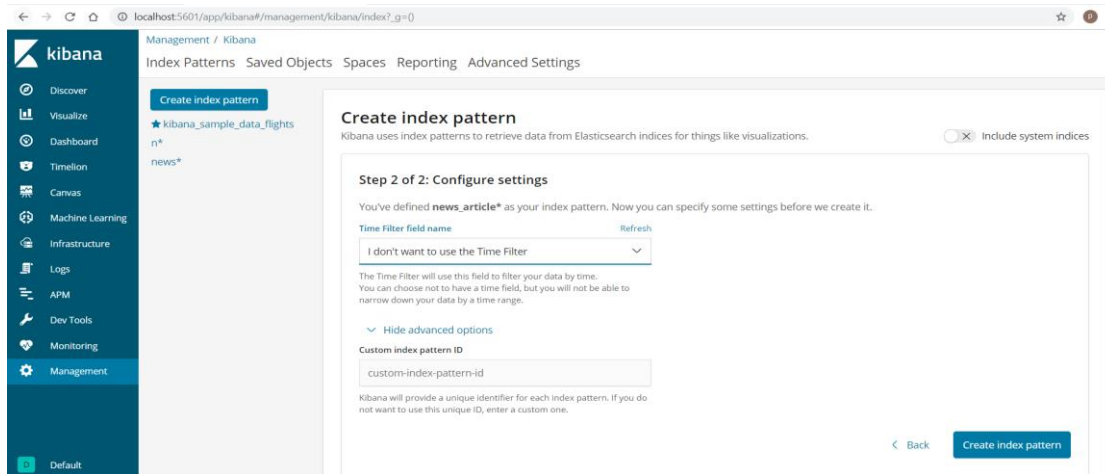 localhost:5601/app/kibana#/management/kibana/index?_g=()
P
kibana
Discover
Visualize
Dashboard
Timelion
Canvas
Machine Learning
Infrastructure
Logs
APM
Dev Tools
Monitoring
Management
D Default
Management / Kibana
Index Patterns Saved Objects Spaces Reporting Advanced Settings
Create index pattern
kibana_sample_data_flights
n*
news*
Create index pattern
Kibana uses index patterns to retrieve data from Elasticsearch indices for things like visualizations.
Include system indices
Step 2 of 2: Configure settings
You've defined news_article* as your index pattern. Now you can specify some settings before we create it.
Time Filter field name Refresh
I don't want to use the Time Filter
The Time Filter will use this field to filter your data by time.
You can choose not to have a time field, but you will not be able to
narrow down your data by a time range.
Hide advanced options
Custom index pattern ID
custom-index-pattern-id
Kibana will provide a unique identifier for each index pattern. If you do
not want to use this unique ID, enter a custom one.
Back Create index pattern